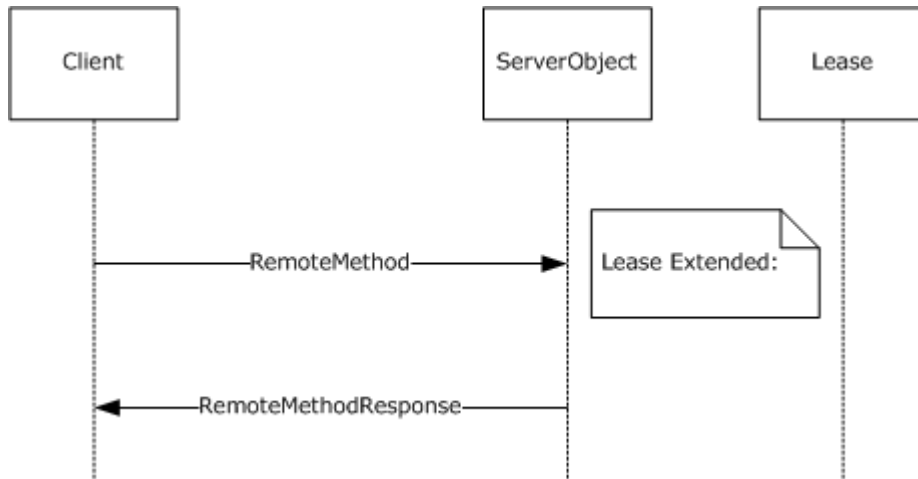 Client
ServerObject
Lease
RemoteMethod
Lease Extended:
RemoteMethodResponse